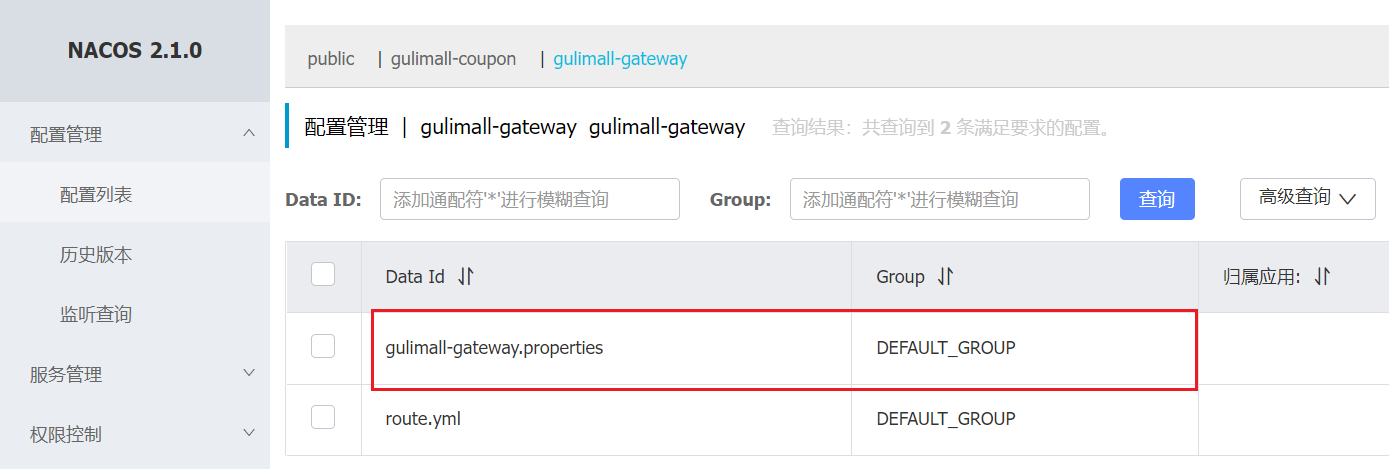 NACOS 2.1.0
配置管理
配置列表
历史版本
监听查询
服务管理
权限控制
public | gulimall-coupon | gulimall-gateway
配置管理 | gulimall-gateway gulimall-gateway 查询结果：共查询到 2 条满足要求的配置。
Data ID: 添加通配符'*'进行模糊查询 Group: 添加通配符'*'进行模糊查询 查询 高级查询
Data Id Group 归属应用:
gulimall-gateway.properties DEFAULT_GROUP
route.yml DEFAULT_GROUP